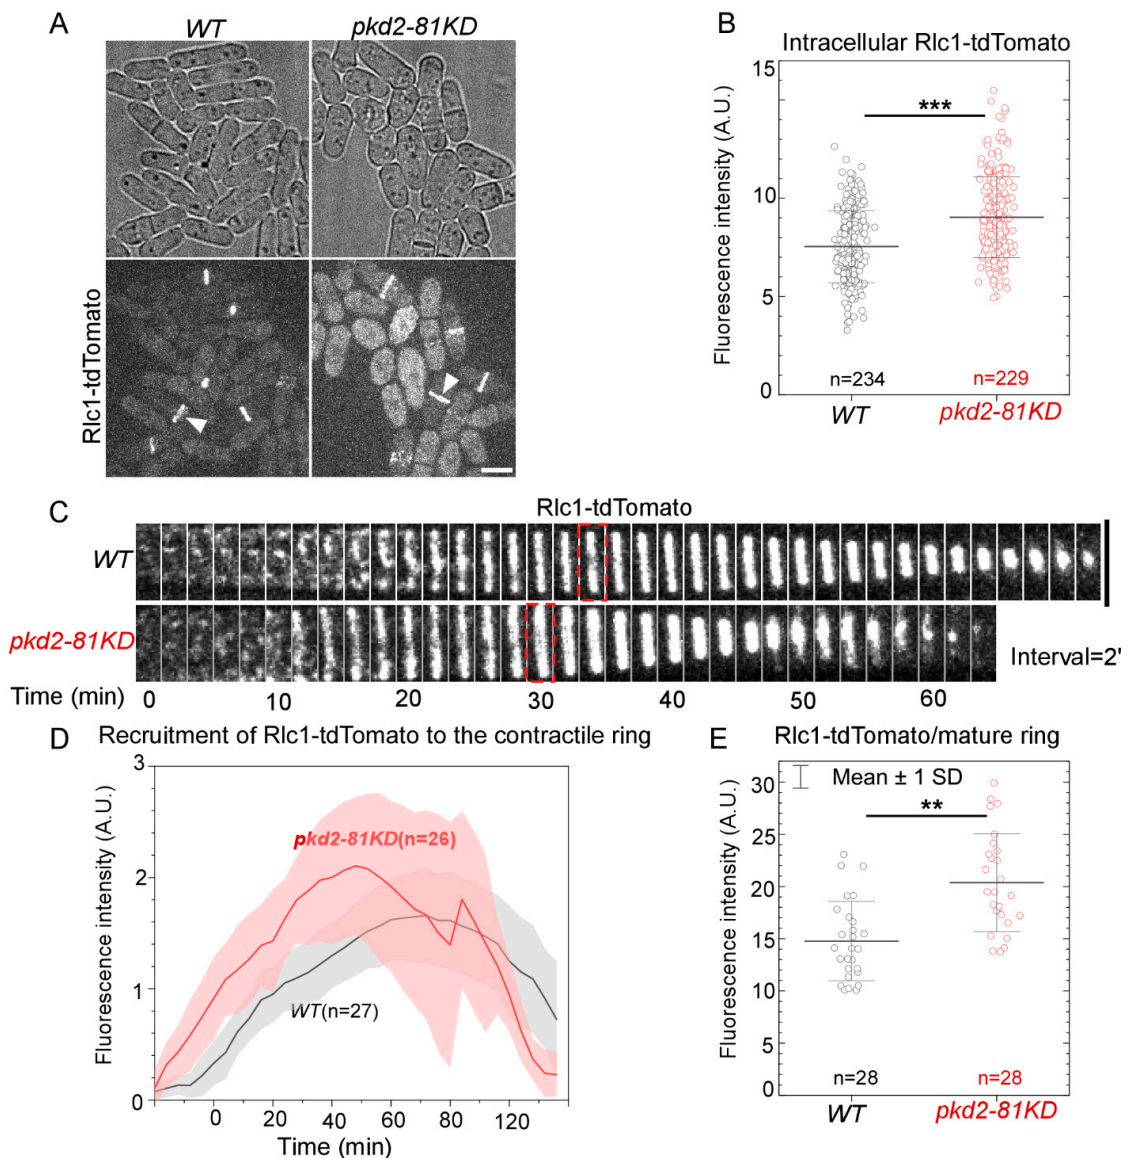 A
WT
pkd2-81KD
Rlc1-tdTomato
B
Intracellular Rlc1-tdTomato
Fluorescence intensity (A.U.)
15
10
5
0
***
n=234
n=229
WT
pkd2-81KD
C
Rlc1-tdTomato
WT
pkd2-81KD
Interval=2'
Time (min)
0 10 20 30 40 50 60
D
Recruitment of Rlc1-tdTomato to the contractile ring
Fluorescence intensity (A.U.)
3
2
1
0
pkd2-81KD(n=26)
WT(n=27)
0 40 80 120
Time (min)
E
Rlc1-tdTomato/mature ring
Fluorescence intensity (A.U.)
30
25
20
15
10
5
0
Mean ± 1 SD
**
n=28
n=28
WT
pkd2-81KD